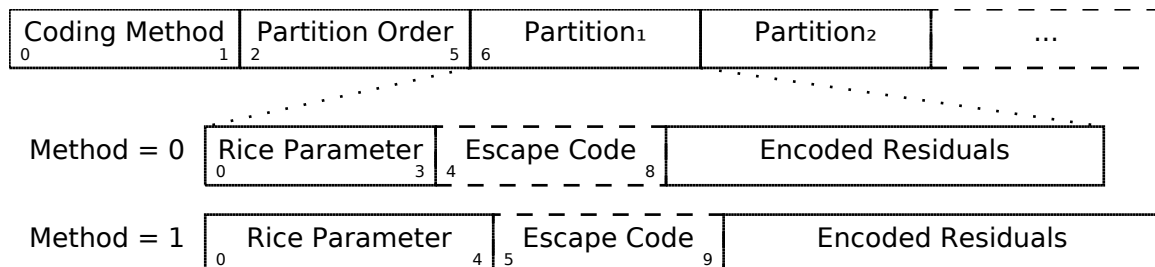 Coding Method Partition Order Partition₁ Partition₂ ...
0 1 2 5 6
Method = 0 Rice Parameter Escape Code Encoded Residuals
0 3 4 8
Method = 1 Rice Parameter Escape Code Encoded Residuals
0 4 5 9